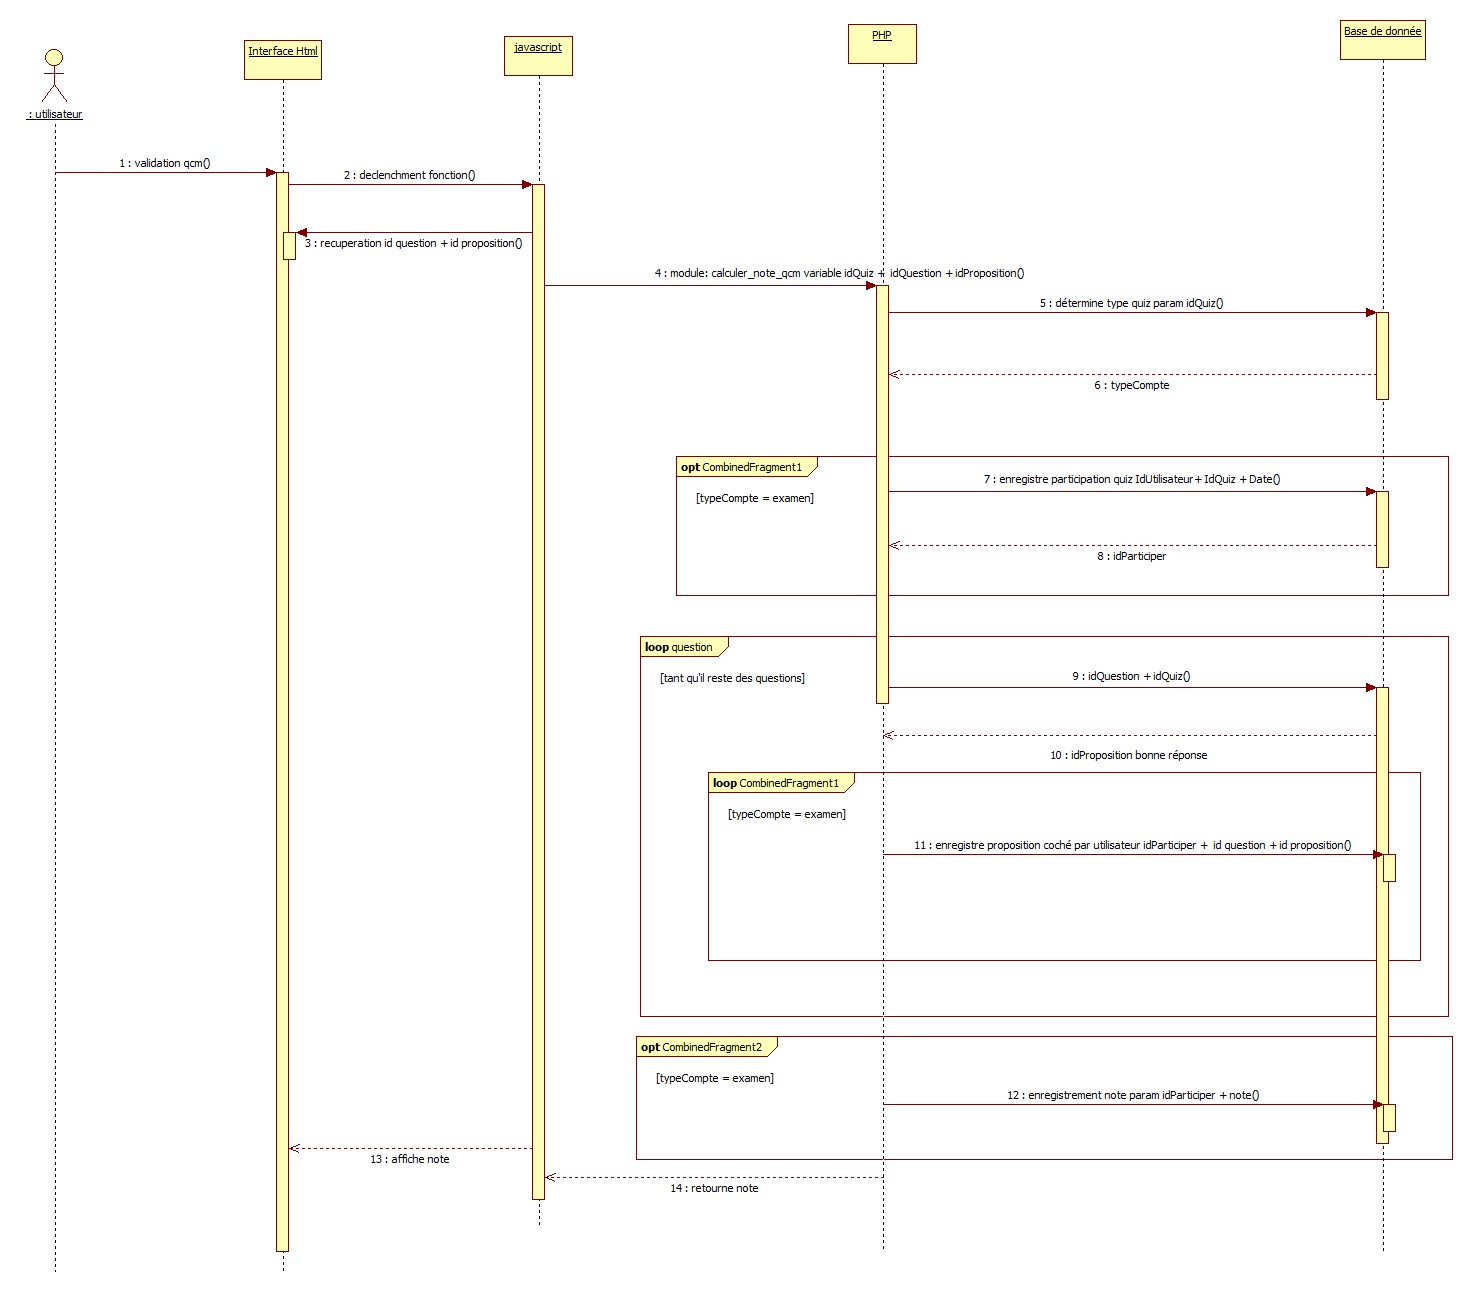 Interface Html
javascript
PHP
Base de donnée
: utilisateur
1 : validation qcm()
2 : declenchment fonction()
3 : recuperation id question + id proposition()
4 : module: calculer_note_qcm variable idQuiz + idQuestion + idProposition()
5 : détermine type quiz param idQuiz()
6 : typeCompte
opt CombinedFragment1
[typeCompte = examen]
7 : enregistre participation quiz IdUtilisateur+ IdQuiz + Date()
8 : idParticiper
loop question
[tant qu'il reste des questions]
9 : idQuestion + idQuiz()
10 : idProposition bonne réponse
loop CombinedFragment1
[typeCompte = examen]
11 : enregistre proposition coché par utilisateur idParticiper + id question + id proposition()
opt CombinedFragment2
[typeCompte = examen]
12 : enregistrement note param idParticiper + note()
13 : affiche note
14 : retourne note